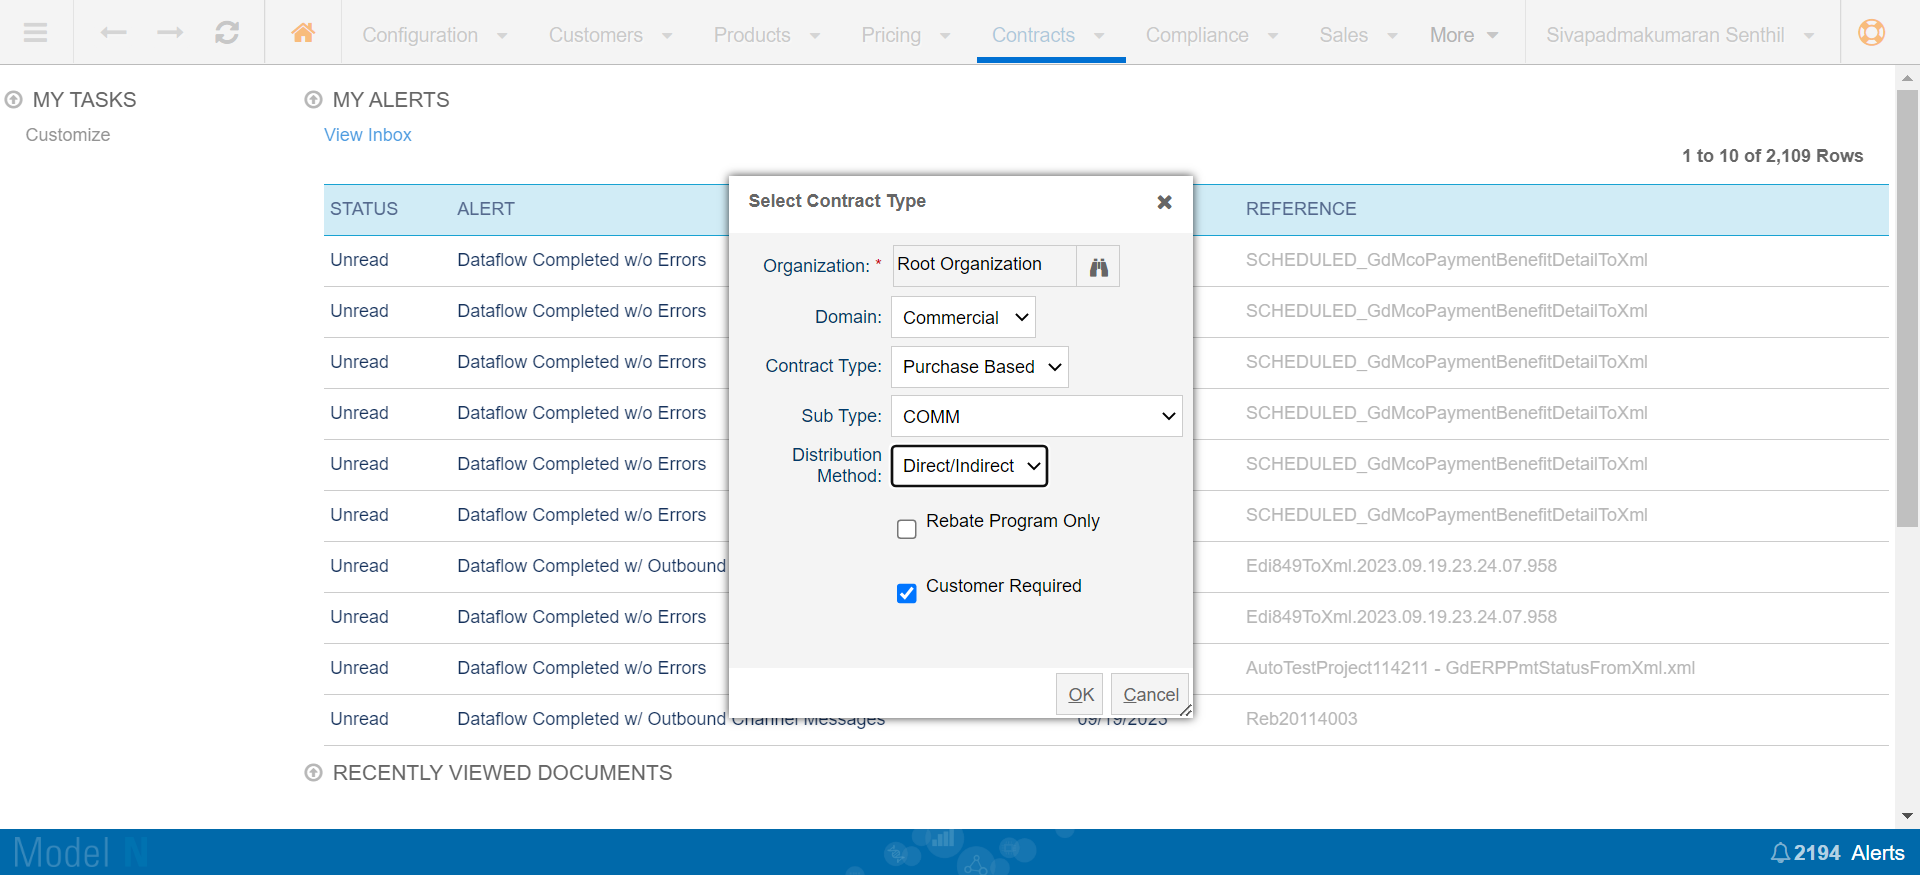 Configuration Customers Products Pricing Contracts Compliance Sales More Sivapadmakumaran Senthil
MY TASKS
Customize
MY ALERTS
View Inbox
1 to 10 of 2,109 Rows
STATUS ALERT REFERENCE
Unread Dataflow Completed w/o Errors SCHEDULED_GdMcoPaymentBenefitDetailToXml
Unread Dataflow Completed w/o Errors SCHEDULED_GdMcoPaymentBenefitDetailToXml
Unread Dataflow Completed w/o Errors SCHEDULED_GdMcoPaymentBenefitDetailToXml
Unread Dataflow Completed w/o Errors SCHEDULED_GdMcoPaymentBenefitDetailToXml
Unread Dataflow Completed w/o Errors SCHEDULED_GdMcoPaymentBenefitDetailToXml
Unread Dataflow Completed w/o Errors SCHEDULED_GdMcoPaymentBenefitDetailToXml
Unread Dataflow Completed w/ Outbound Edi849ToXml.2023.09.19.23.24.07.958
Unread Dataflow Completed w/o Errors Edi849ToXml.2023.09.19.23.24.07.958
Unread Dataflow Completed w/o Errors AutoTestProject114211 - GdERPPmtStatusFromXml.xml
Unread Dataflow Completed w/ Outbound Channel Messages 09/19/2023 Reb20114003
Select Contract Type
Organization: * Root Organization
Domain: Commercial
Contract Type: Purchase Based
Sub Type: COMM
Distribution
Method: Direct/Indirect
Rebate Program Only
Customer Required
OK Cancel
RECENTLY VIEWED DOCUMENTS
Model N
2194 Alerts